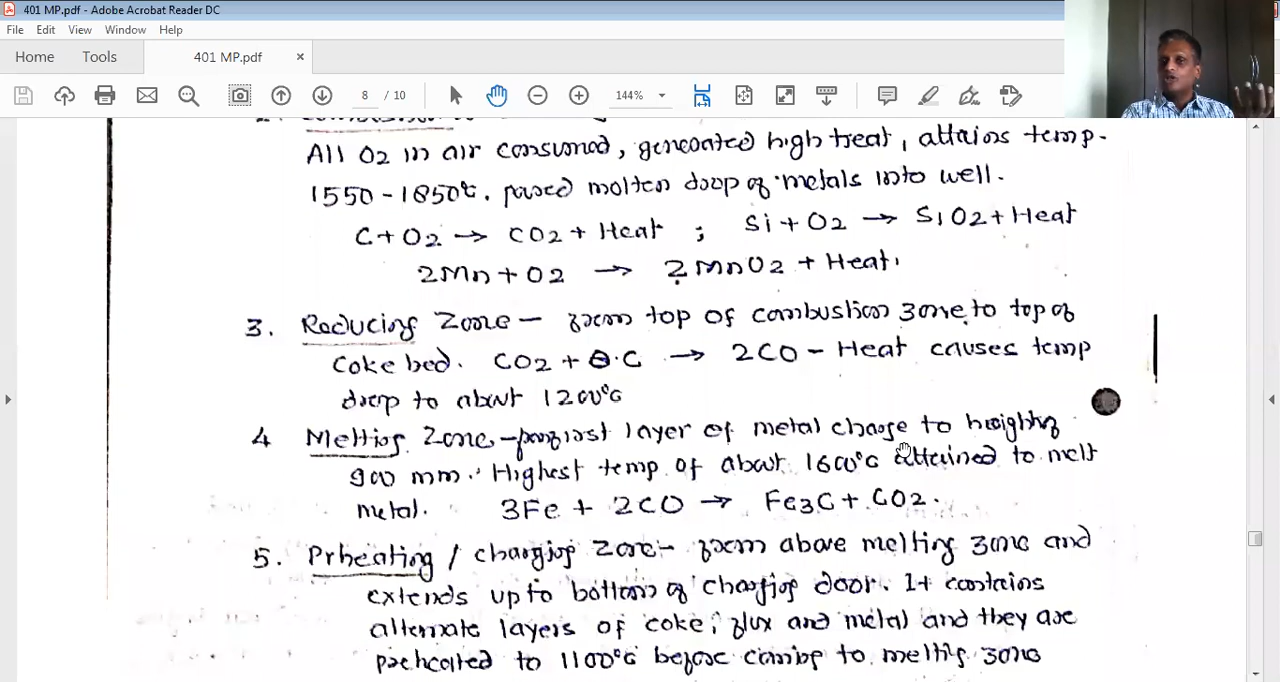 401 MP.pdf - Adobe Acrobat Reader DC
File Edit View Window Help
Home Tools 401 MP.pdf ×
8 / 10 144%
All O2 in air consumed, generated high heat, attains temp.
1550-1850°c. passed molten drop of metals into well.
C+O2 → CO2 + Heat ; Si + O2 → SiO2 + Heat
2Mn + O2 → 2MnO2 + Heat.
3. Reducing Zone - from top of combustion zone to top of
coke bed. CO2 + C → 2CO - Heat causes temp
drop to about 1200°C
4 Melting Zone - first layer of metal charge to height of
900 mm. Highest temp of about 1600°C attained to melt
metal. 3Fe + 2CO → Fe3C + CO2.
5. Prheating / charging Zone - from above melting zone and
extends upto bottom of charging door. It contains
alternate layers of coke, flux and metal and they are
preheated to 1100°C before coming to melting zone